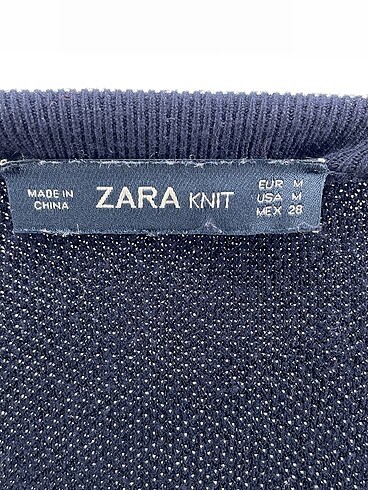 MADE IN
CHINA
ZARA KNIT
EUR M
USA M
MEX 28